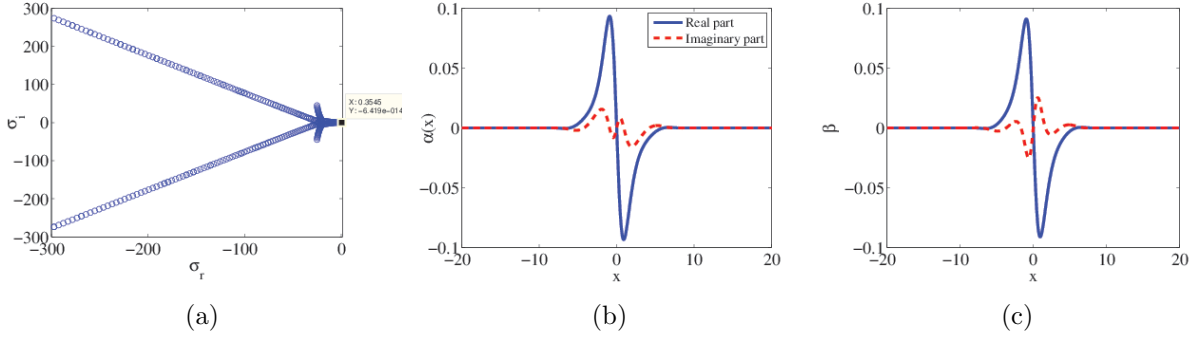 300
200
100
0
−100
−200
−300
σi
−300
−200
−100
0
σr
X: 0.3545
Y: −6.419e−014
(a)
0.1
0.05
0
−0.05
−0.1
α(x)
−20
−10
0
10
20
x
Real part
Imaginary part
(b)
0.1
0.05
0
−0.05
−0.1
β
−20
−10
0
10
20
x
(c)